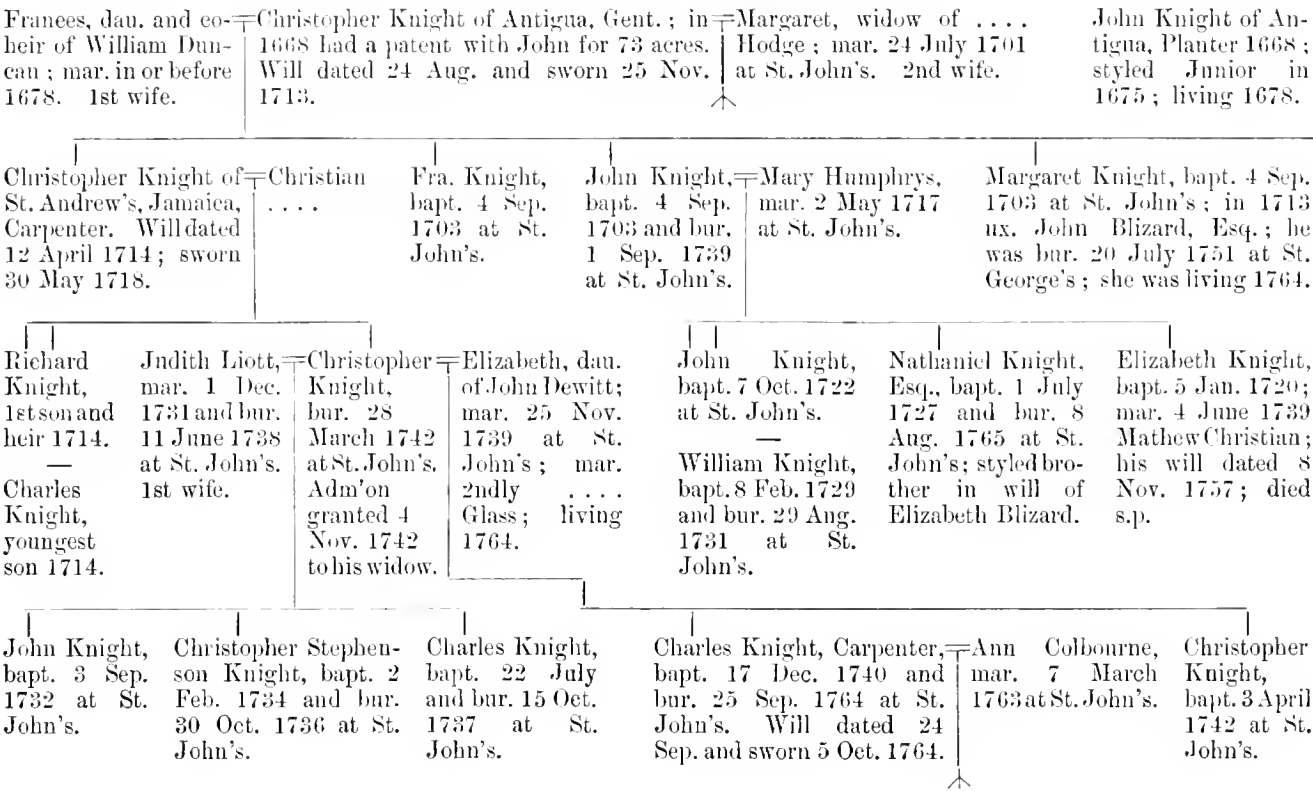 Frances, dau. and co-
heir of William Dun-
can ; mar. in or before
1678. 1st wife.
Christopher Knight of Antigua, Gent. ; in
1668 had a patent with John for 73 acres.
Will dated 24 Aug. and sworn 25 Nov.
1713.
Margaret, widow of . . . .
Hodge ; mar. 24 July 1701
at St. John's. 2nd wife.
John Knight of An-
tigua, Planter 1668 ;
styled Junior in
1675 ; living 1678.
Christopher Knight of
St. Andrew's, Jamaica,
Carpenter. Will dated
12 April 1714 ; sworn
30 May 1718.
Christian
. . . .
Fra. Knight,
bapt. 4 Sep.
1703 at St.
John's.
John Knight,
bapt. 4 Sep.
1703 and bur.
1 Sep. 1739
at St. John's.
Mary Humphrys,
mar. 2 May 1717
at St. John's.
Margaret Knight, bapt. 4 Sep.
1703 at St. John's ; in 1713
ux. John Blizard, Esq. ; he
was bur. 20 July 1751 at St.
George's ; she was living 1764.
Richard
Knight,
1st son and
heir 1714.
—
Charles
Knight,
youngest
son 1714.
Judith Liott,
mar. 1 Dec.
1731 and bur.
11 June 1738
at St. John's.
1st wife.
Christopher
Knight,
bur. 28
March 1742
at St. John's.
Adm'on
granted 4
Nov. 1742
to his widow.
Elizabeth, dau.
of John Dewitt;
mar. 25 Nov.
1739 at St.
John's ; mar.
2ndly . . . .
Glass ; living
1764.
John Knight,
bapt. 7 Oct. 1722
at St. John's.
—
William Knight,
bapt. 8 Feb. 1729
and bur. 29 Aug.
1731 at St.
John's.
Nathaniel Knight,
Esq., bapt. 1 July
1727 and bur. 8
Aug. 1765 at St.
John's; styled bro-
ther in will of
Elizabeth Blizard.
Elizabeth Knight,
bapt. 5 Jan. 1720;
mar. 4 June 1739
Mathew Christian ;
his will dated 8
Nov. 1757 ; died
s.p.
John Knight,
bapt. 3 Sep.
1732 at St.
John's.
Christopher Stephen-
son Knight, bapt. 2
Feb. 1734 and bur.
30 Oct. 1736 at St.
John's.
Charles Knight,
bapt. 22 July
and bur. 15 Oct.
1737 at St.
John's.
Charles Knight, Carpenter,
bapt. 17 Dec. 1740 and
bur. 25 Sep. 1764 at St.
John's. Will dated 24
Sep. and sworn 5 Oct. 1764.
Ann Colbourne,
mar. 7 March
1763 at St. John's.
Christopher
Knight,
bapt. 3 April
1742 at St.
John's.